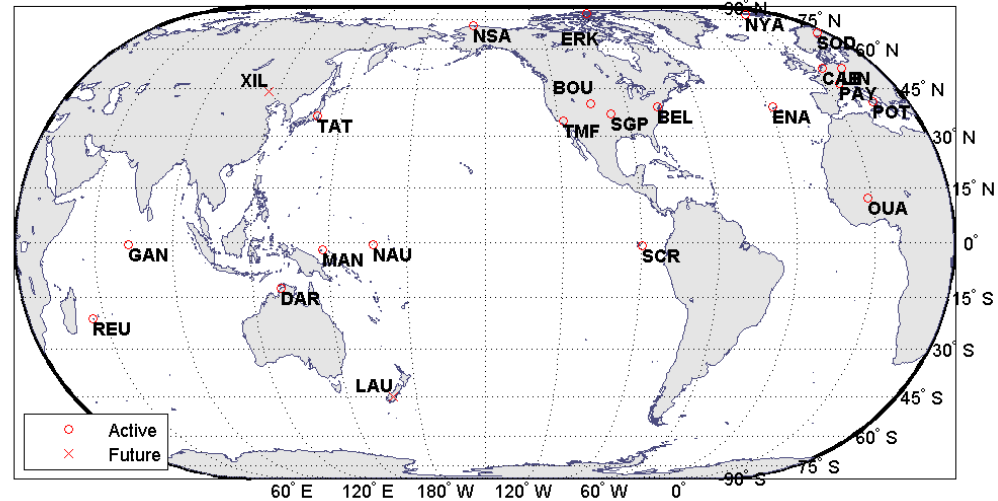 90° N
75° N
NYA
NSA
ERK
SOD
60° N
XIL
BOU
CAB
LIN
45° N
PAY
POT
TAT
TMF
SGP
BEL
ENA
30° N
15° N
OUA
GAN
MAN
NAU
SCR
0°
DAR
15° S
REU
30° S
LAU
45° S
Active
60° S
Future
75° S
90° S
60° E 120° E 180° W 120° W 60° W 0°